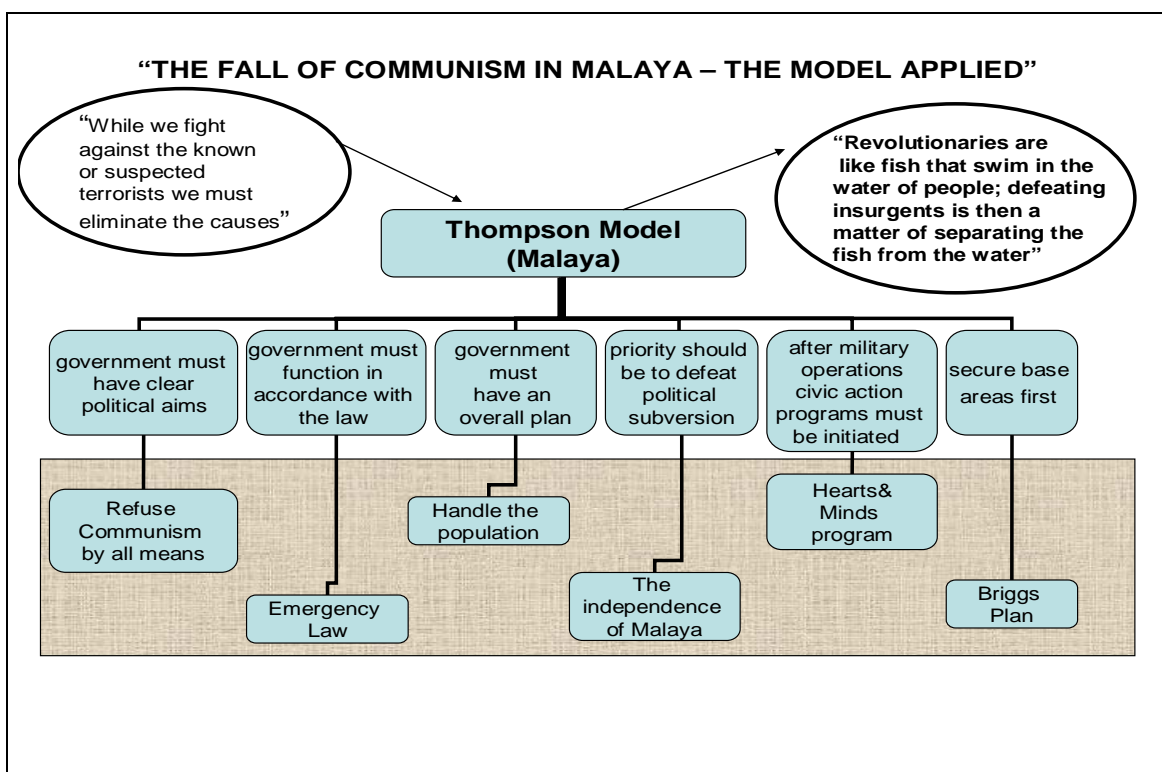 “THE FALL OF COMMUNISM IN MALAYA – THE MODEL APPLIED”
“While we fight
against the known
or suspected
terrorists we must
eliminate the causes”
“Revolutionaries are
like fish that swim in the
water of people; defeating
insurgents is then a
matter of separating the
fish from the water”
Thompson Model
(Malaya)
government must
have clear
political aims
government must
function in
accordance with
the law
government
must
have an
overall plan
priority should
be to defeat
political
subversion
after military
operations
civic action
programs must
be initiated
secure base
areas first
Refuse
Communism
by all means
Emergency
Law
Handle the
population
The
independence
of Malaya
Hearts&
Minds
program
Briggs
Plan